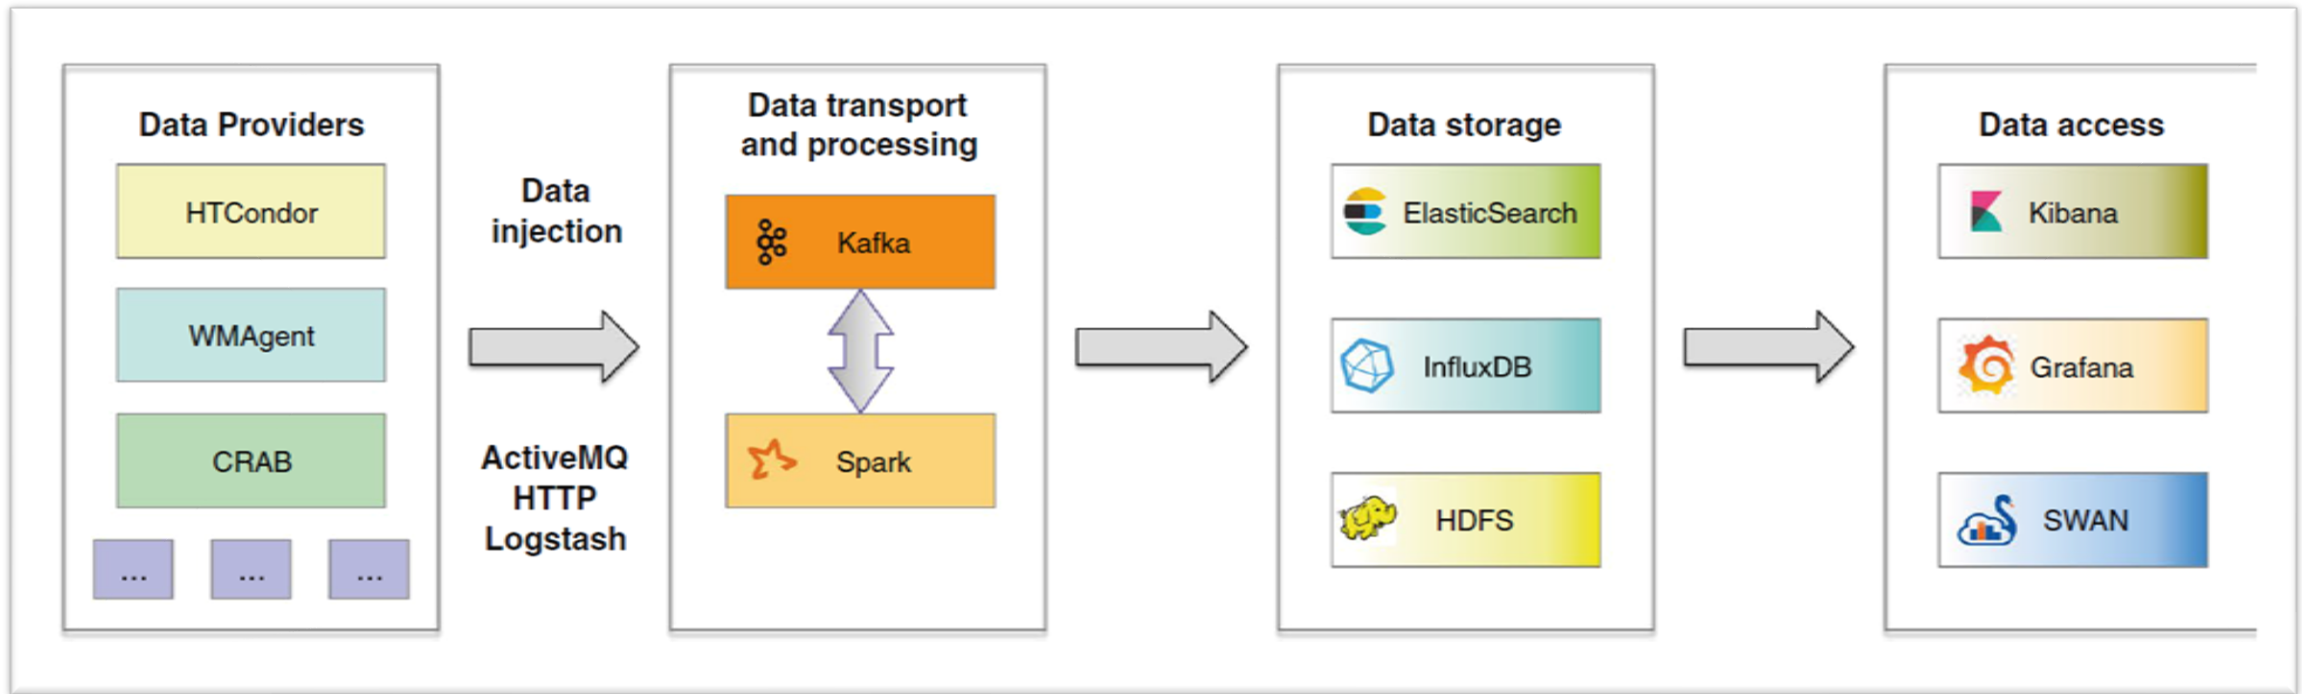 Data Providers
HTCondor
WMAgent
CRAB
... ... ...
Data
injection
ActiveMQ
HTTP
Logstash
Data transport
and processing
Kafka
Spark
Data storage
ElasticSearch
InfluxDB
HDFS
Data access
Kibana
Grafana
SWAN